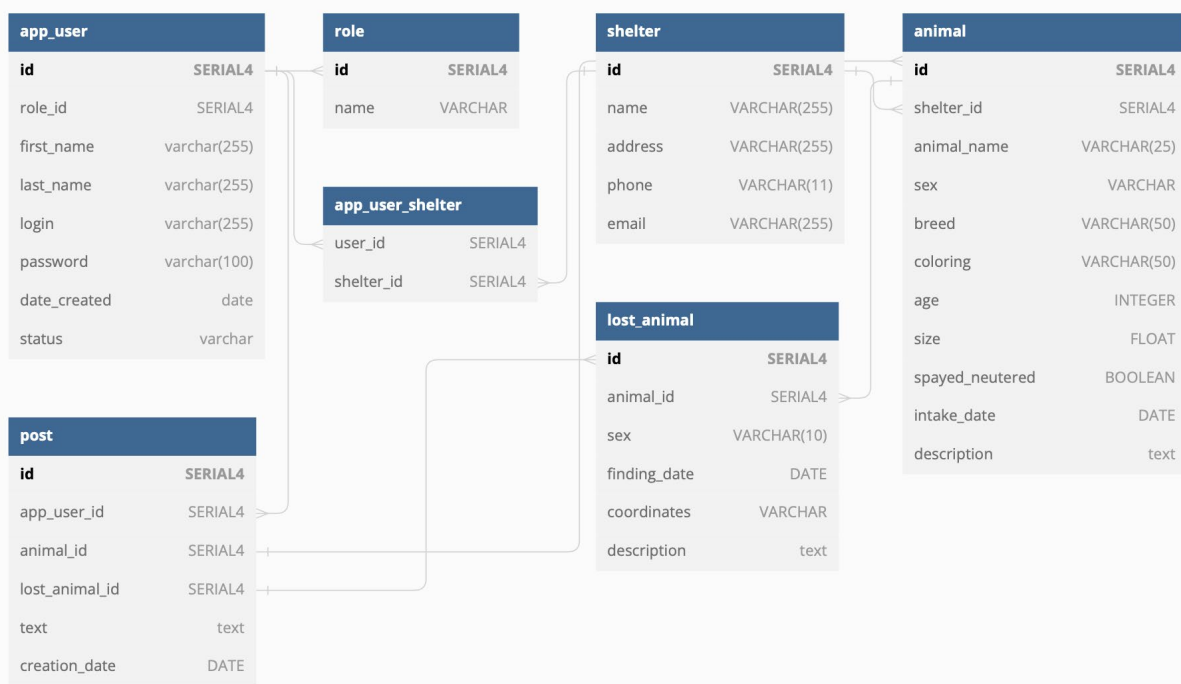 app_user
id SERIAL4
role_id SERIAL4
first_name varchar(255)
last_name varchar(255)
login varchar(255)
password varchar(100)
date_created date
status varchar
role
id SERIAL4
name VARCHAR
app_user_shelter
user_id SERIAL4
shelter_id SERIAL4
shelter
id SERIAL4
name VARCHAR(255)
address VARCHAR(255)
phone VARCHAR(11)
email VARCHAR(255)
animal
id SERIAL4
shelter_id SERIAL4
animal_name VARCHAR(25)
sex VARCHAR
breed VARCHAR(50)
coloring VARCHAR(50)
age INTEGER
size FLOAT
spayed_neutered BOOLEAN
intake_date DATE
description text
lost_animal
id SERIAL4
animal_id SERIAL4
sex VARCHAR(10)
finding_date DATE
coordinates VARCHAR
description text
post
id SERIAL4
app_user_id SERIAL4
animal_id SERIAL4
lost_animal_id SERIAL4
text text
creation_date DATE